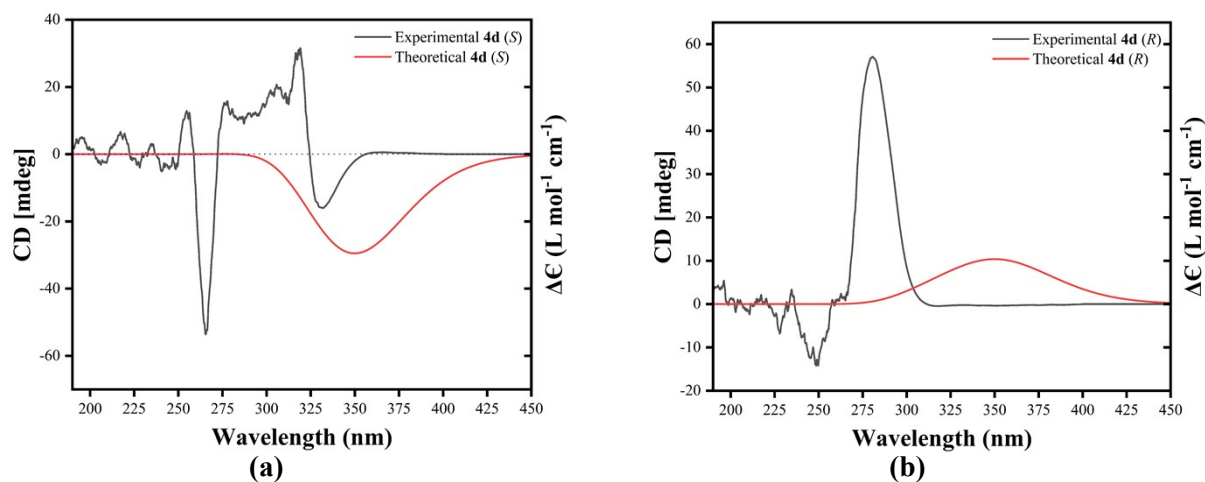 40
20
0
-20
-40
-60
CD [mdeg]
Experimental 4d (S)
Theoretical 4d (S)
ΔЄ (L mol⁻¹ cm⁻¹)
200 225 250 275 300 325 350 375 400 425 450
Wavelength (nm)
(a)
60
50
40
30
20
10
0
-10
-20
CD [mdeg]
Experimental 4d (R)
Theoretical 4d (R)
ΔЄ (L mol⁻¹ cm⁻¹)
200 225 250 275 300 325 350 375 400 425 450
Wavelength (nm)
(b)